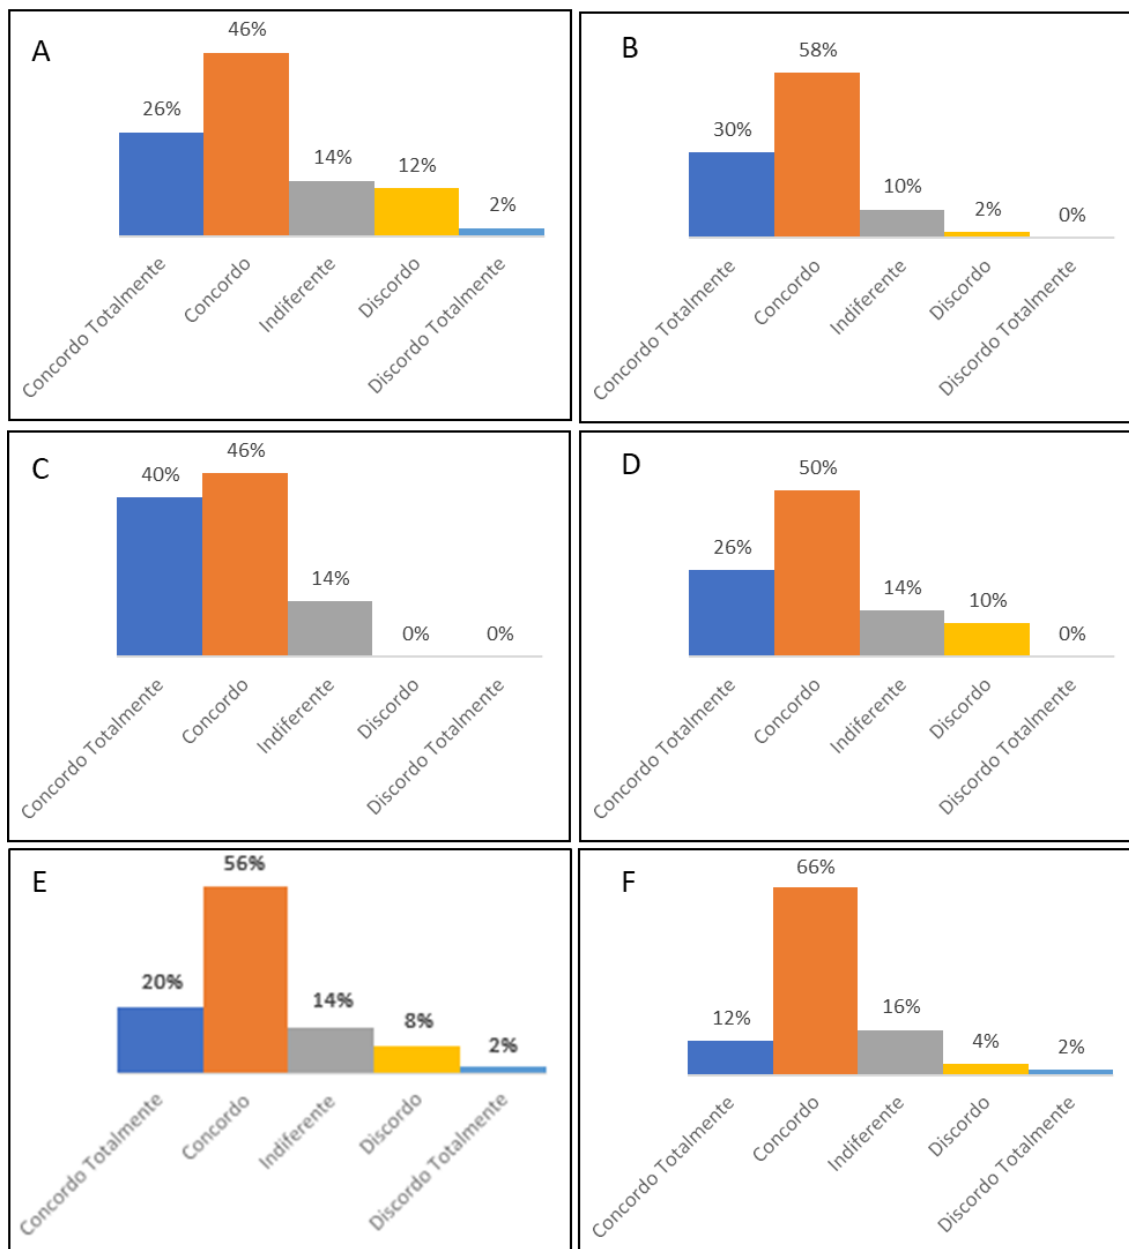 A
46%
26%
14%
12%
2%
Concordo Totalmente
Concordo
Indiferente
Discordo
Discordo Totalmente
B
58%
30%
10%
2%
0%
Concordo Totalmente
Concordo
Indiferente
Discordo
Discordo Totalmente
C
40%
46%
14%
0%
0%
Concordo Totalmente
Concordo
Indiferente
Discordo
Discordo Totalmente
D
50%
26%
14%
10%
0%
Concordo Totalmente
Concordo
Indiferente
Discordo
Discordo Totalmente
E
56%
20%
14%
8%
2%
Concordo Totalmente
Concordo
Indiferente
Discordo
Discordo Totalmente
F
66%
12%
16%
4%
2%
Concordo Totalmente
Concordo
Indiferente
Discordo
Discordo Totalmente